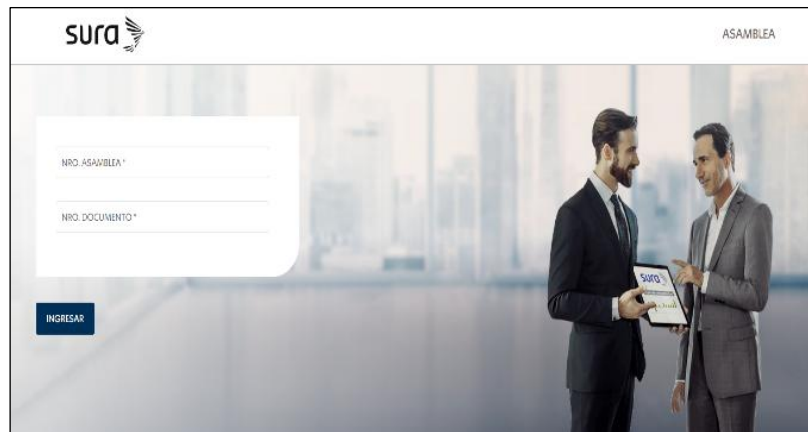 sura
ASAMBLEA
NRO. ASAMBLEA *
NRO. DOCUMENTO *
INGRESAR
sura